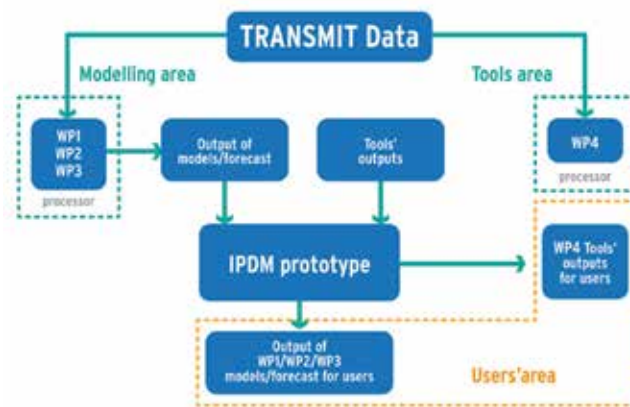 TRANSMIT Data
Modelling area
Tools area
WP1
WP2
WP3
processor
Output of
models/forecast
Tools'
outputs
WP4
processor
IPDM prototype
WP4 Tools'
outputs
for users
Output of
WP1/WP2/WP3
models/forecast for users
Users'area